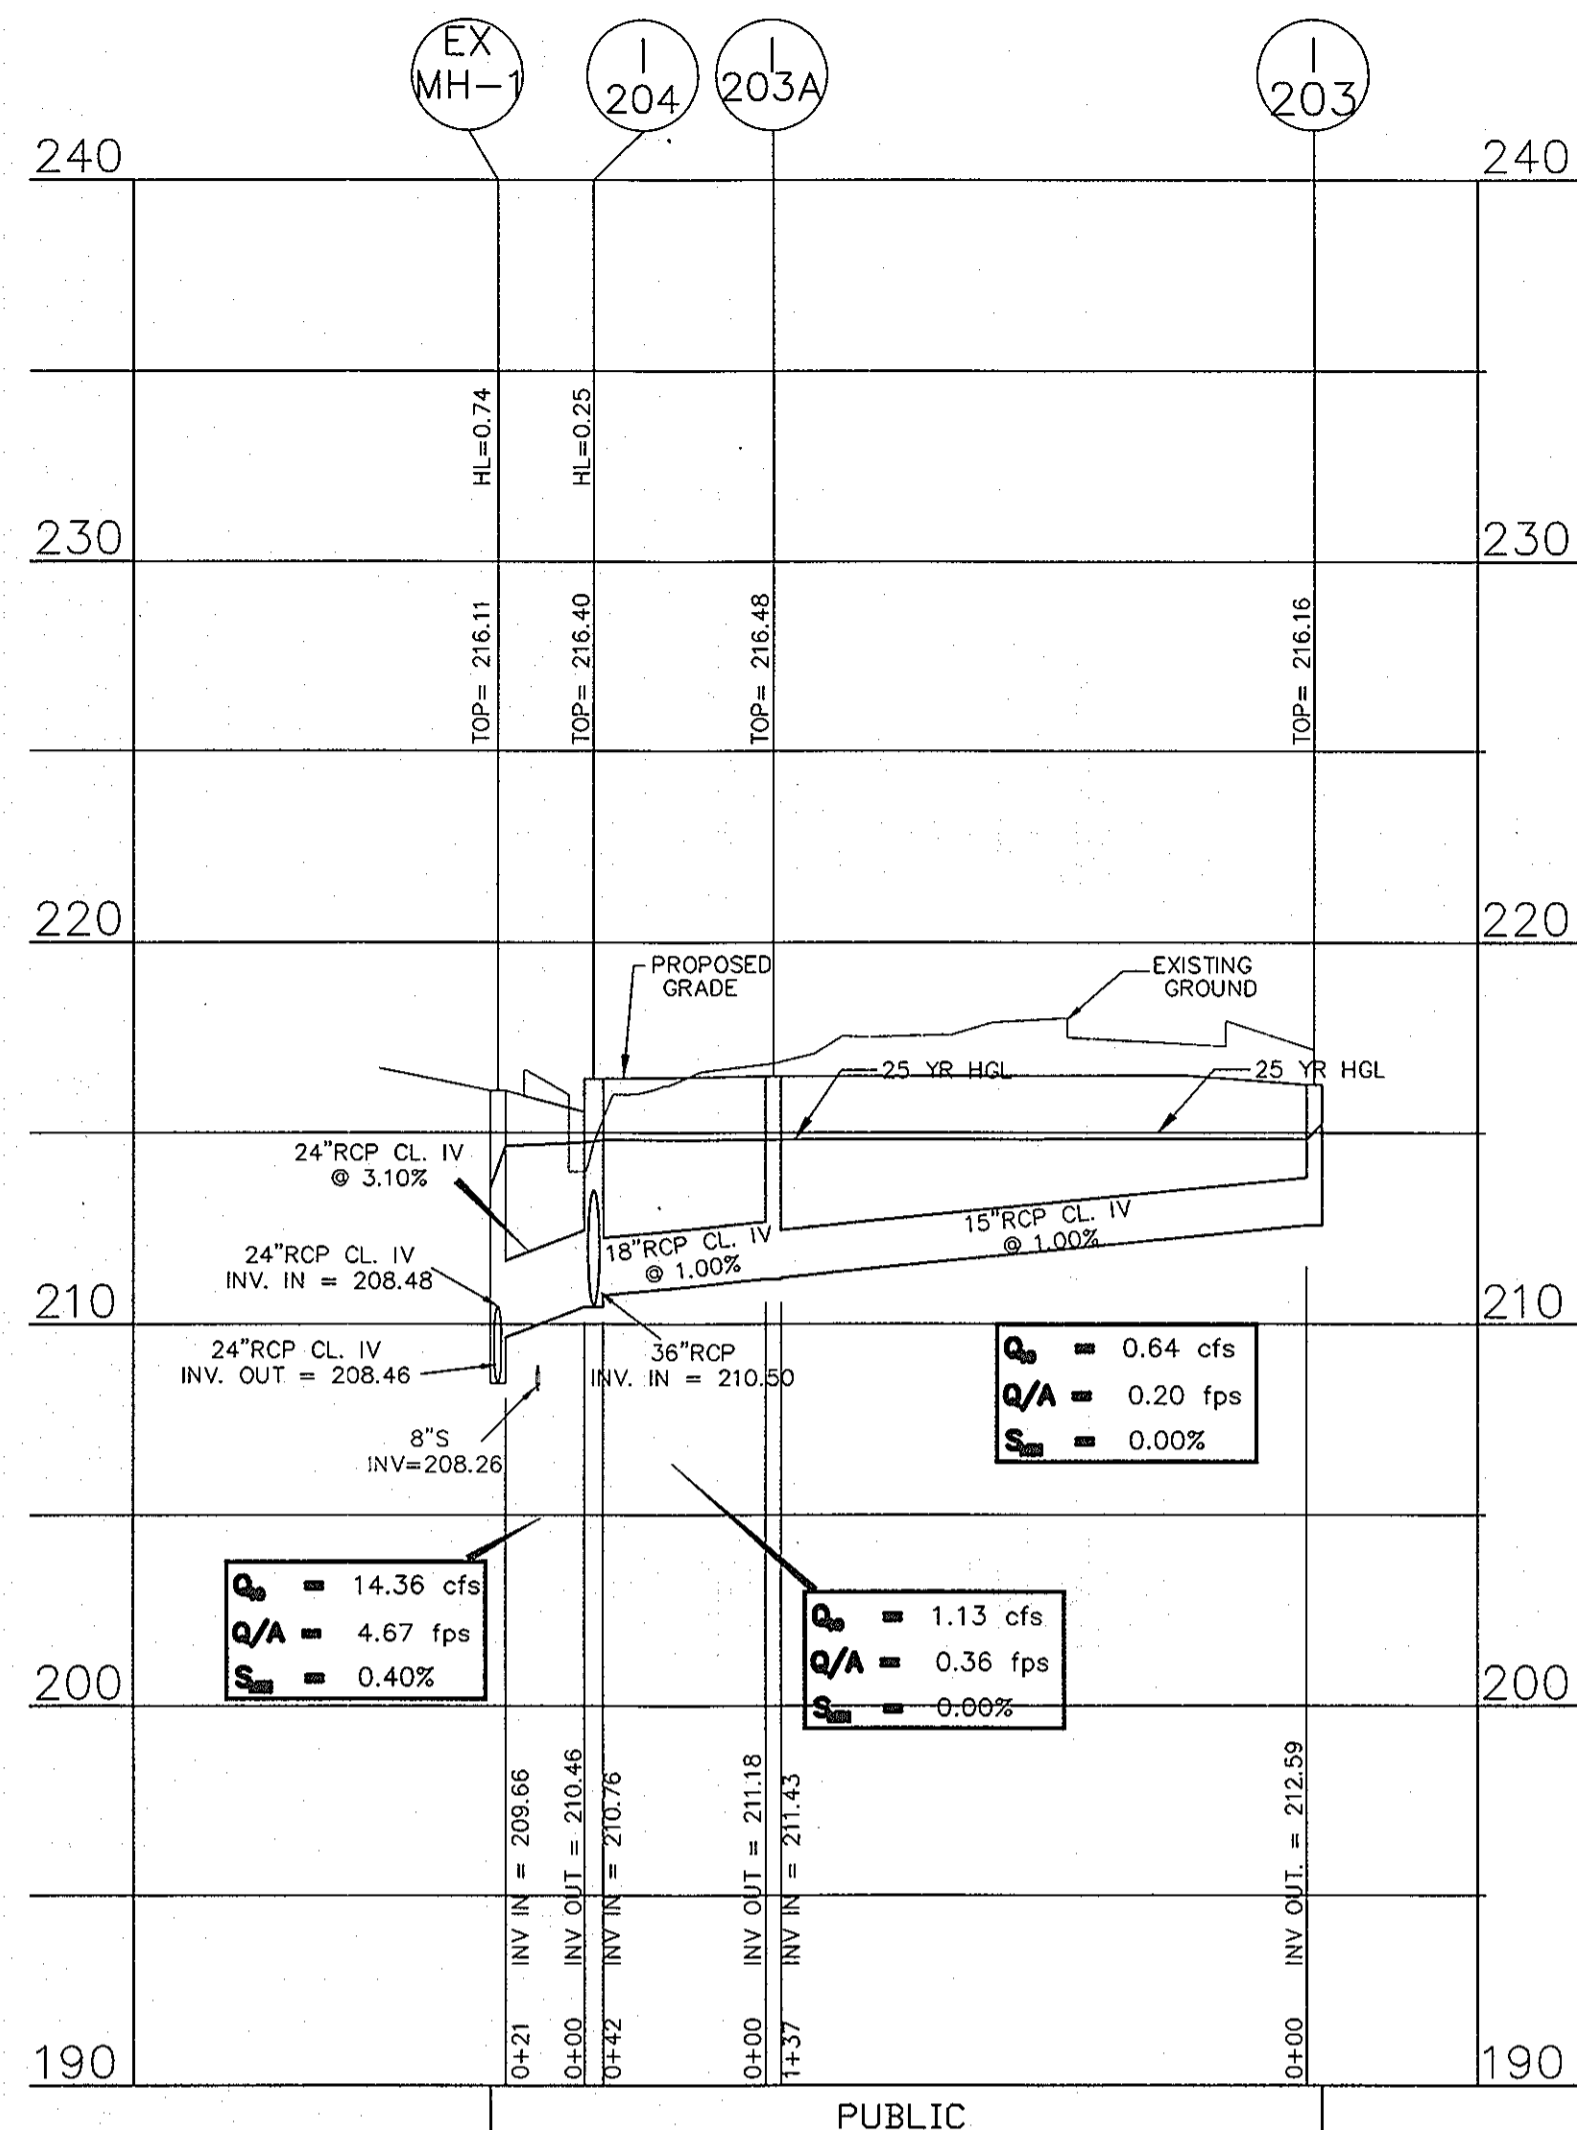 EX
MH-1
I
204
I
203A
I
203
240
240
HL=0.74
HL=0.25
230
230
TOP= 216.11
TOP= 216.40
TOP= 216.48
TOP= 216.16
220
220
PROPOSED
GRADE
EXISTING
GROUND
25 YR HGL
25 YR HGL
24"RCP CL. IV
@ 3.10%
24"RCP CL. IV
INV. IN = 208.48
18"RCP CL. IV
@ 1.00%
15"RCP CL. IV
@ 1.00%
210
210
24"RCP CL. IV
INV. OUT = 208.46
36"RCP
INV. IN = 210.50
8"S
INV=208.26
= 0.64 cfs
Q/A = 0.20 fps
= 0.00%
= 14.36 cfs
Q/A = 4.67 fps
= 0.40%
= 1.13 cfs
Q/A = 0.36 fps
= 0.00%
200
200
0+21 INV IN = 209.66
0+00 INV OUT = 210.46
0+42 INV IN = 210.76
0+00 INV OUT = 211.18
1+37 INV IN = 211.43
0+00 INV OUT. = 212.59
190
190
PUBLIC